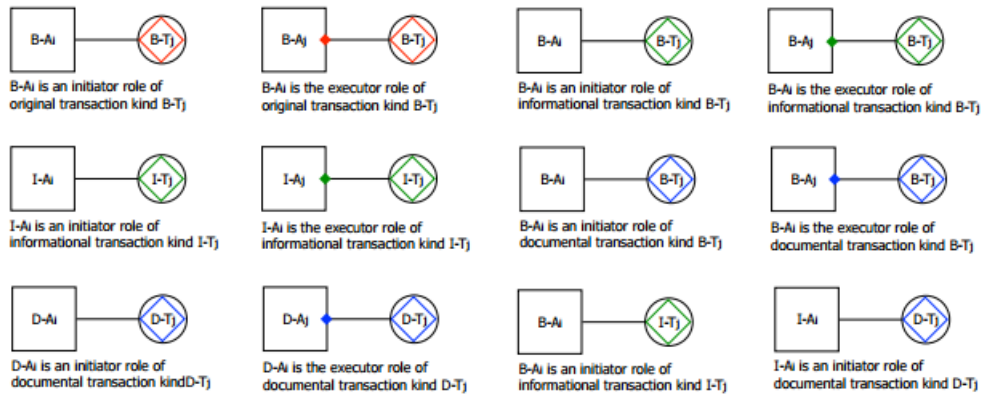 B-Ai B-Tj B-Aj B-Tj B-Ai B-Tj B-Aj B-Tj
B-Ai is an initiator role of
original transaction kind B-Tj
B-Ai is the executor role of
original transaction kind B-Tj
B-Ai is an initiator role of
informational transaction kind B-Tj
B-Ai is the executor role of
informational transaction kind B-Tj
I-Ai I-Tj I-Aj I-Tj B-Ai B-Tj B-Aj B-Tj
I-Ai is an initiator role of
informational transaction kind I-Tj
I-Ai is the executor role of
informational transaction kind I-Tj
B-Ai is an initiator role of
documental transaction kind B-Tj
B-Ai is the executor role of
documental transaction kind B-Tj
D-Ai D-Tj D-Aj D-Tj B-Ai I-Tj I-Ai D-Tj
D-Ai is an initiator role of
documental transaction kindD-Tj
D-Ai is the executor role of
documental transaction kind D-Tj
B-Ai is an initiator role of
informational transaction kind I-Tj
I-Ai is an initiator role of
documental transaction kind D-Tj